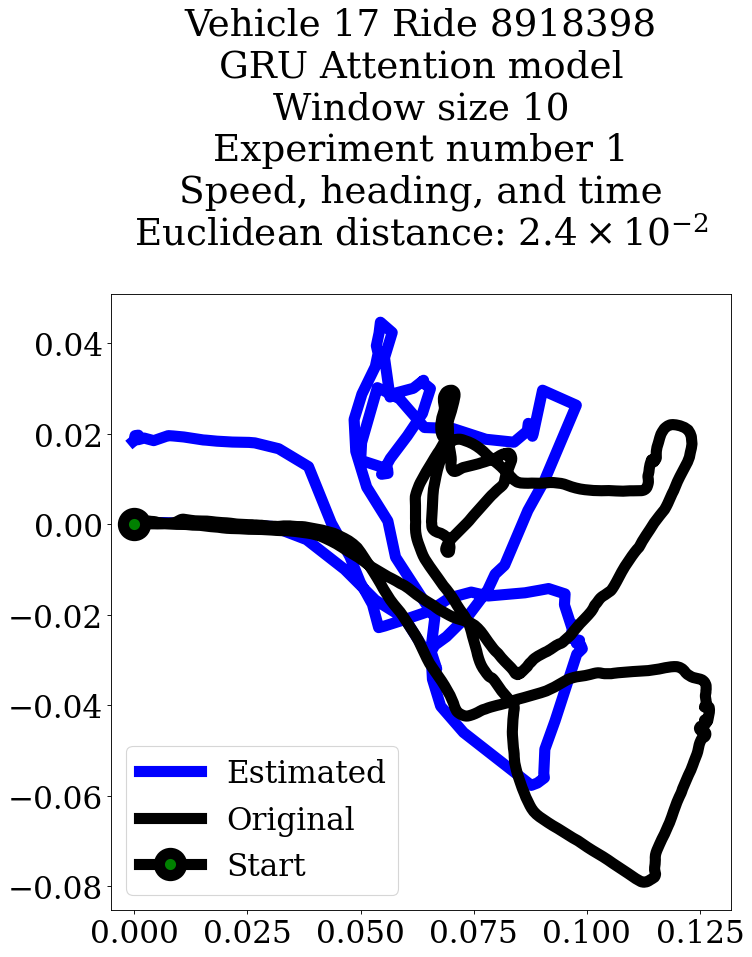 Vehicle 17 Ride 8918398
GRU Attention model
Window size 10
Experiment number 1
Speed, heading, and time
Euclidean distance: 2.4 × 10⁻²
0.04
0.02
0.00
−0.02
−0.04
−0.06
−0.08
Estimated
Original
Start
0.000 0.025 0.050 0.075 0.100 0.125